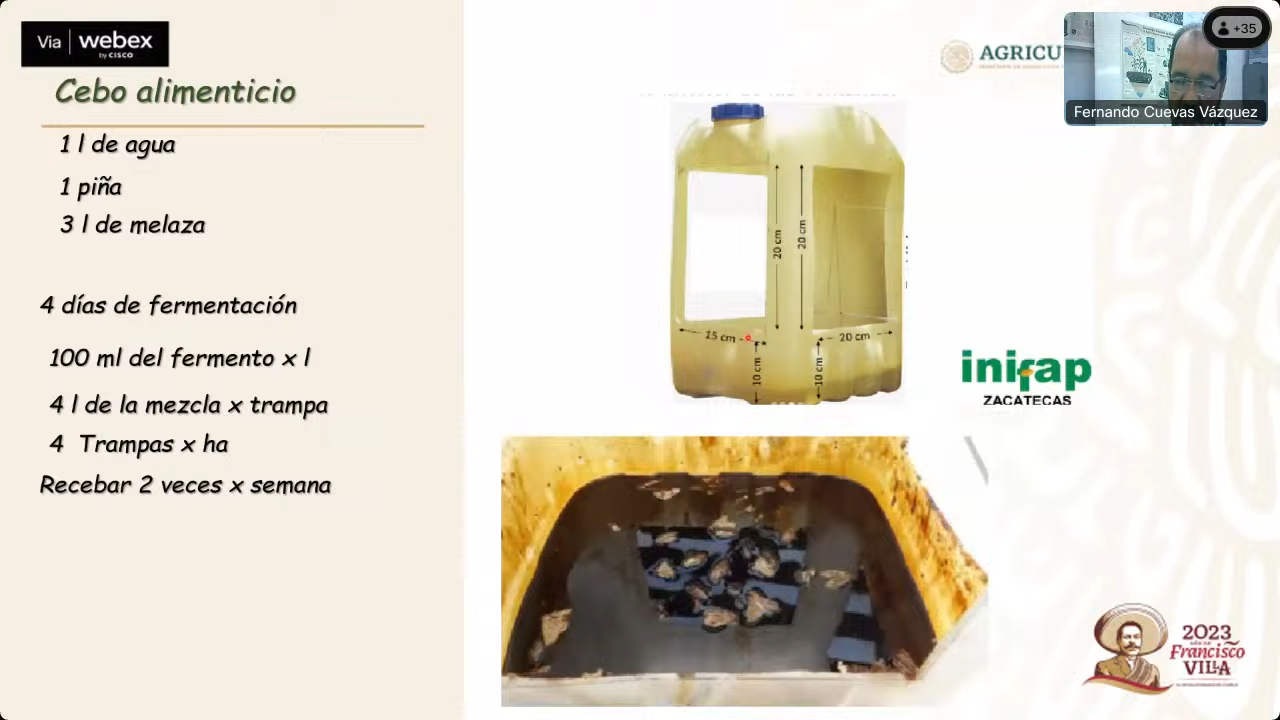 Via webex
by CISCO
+35
Fernando Cuevas Vázquez
AGRICU
Cebo alimenticio
1 l de agua
1 piña
3 l de melaza
4 días de fermentación
100 ml del fermento x l
4 l de la mezcla x trampa
4 Trampas x ha
Recebar 2 veces x semana
20 cm
20 cm
15 cm
20 cm
10 cm
10 cm
inifap
ZACATECAS
2023
Francisco
VILLA